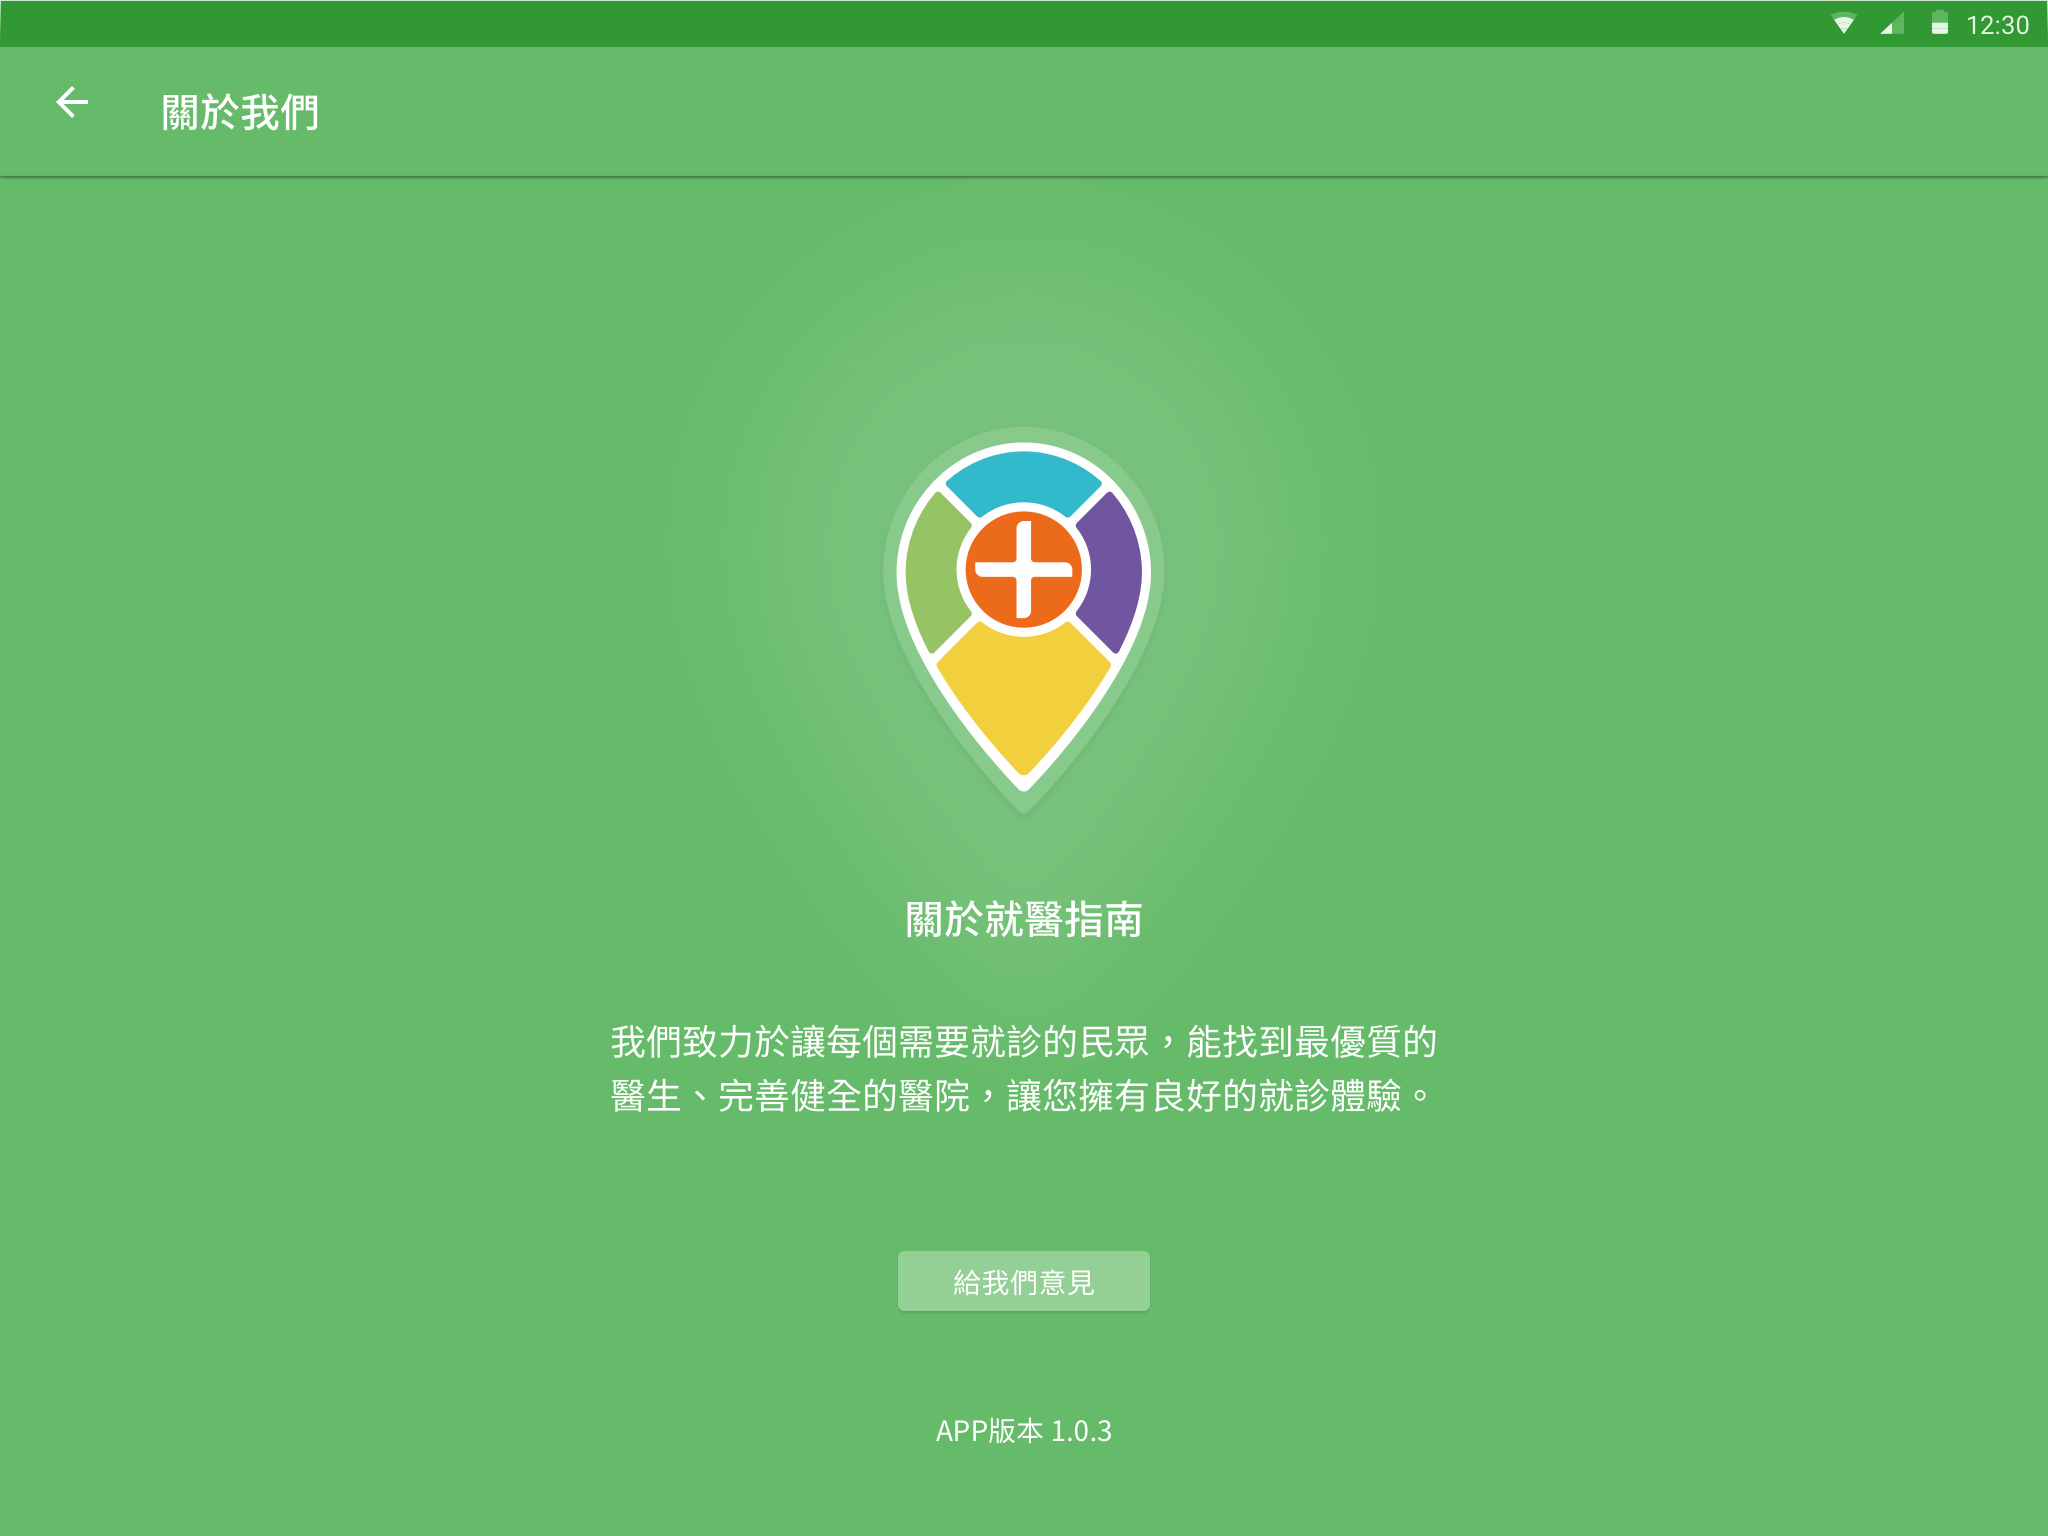 12:30
關於我們
關於就醫指南
我們致力於讓每個需要就診的民眾，能找到最優質的
醫生、完善健全的醫院，讓您擁有良好的就診體驗。
給我們意見
APP版本 1.0.3